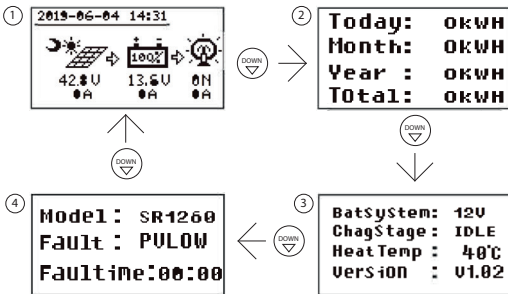 1
2019-06-04 14:31
100%
42.8V 13.6V ON
0A 0A 0A
DOWN
2
Today: 0KWH
Month: 0KWH
Year : 0KWH
Total: 0KWH
DOWN
3
BatSystem: 12V
ChagStage: IDLE
HeatTemp : 40℃
Version : V1.02
DOWN
4
Model: SR1260
Fault: PVLOW
Faultime:00:00
DOWN